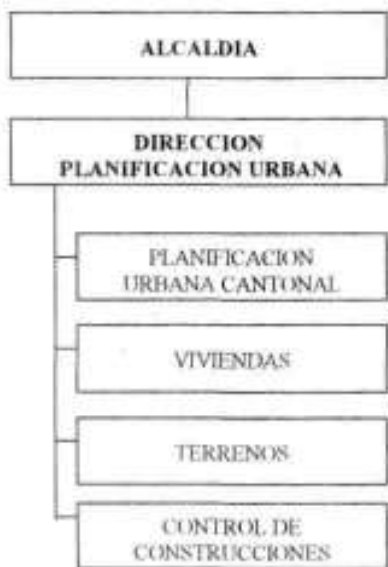 ALCALDIA
DIRECCION
PLANIFICACION URBANA
PLANIFICACION
URBANA CANTONAL
VIVIENDAS
TERRENOS
CONTROL DE
CONSTRUCCIONES